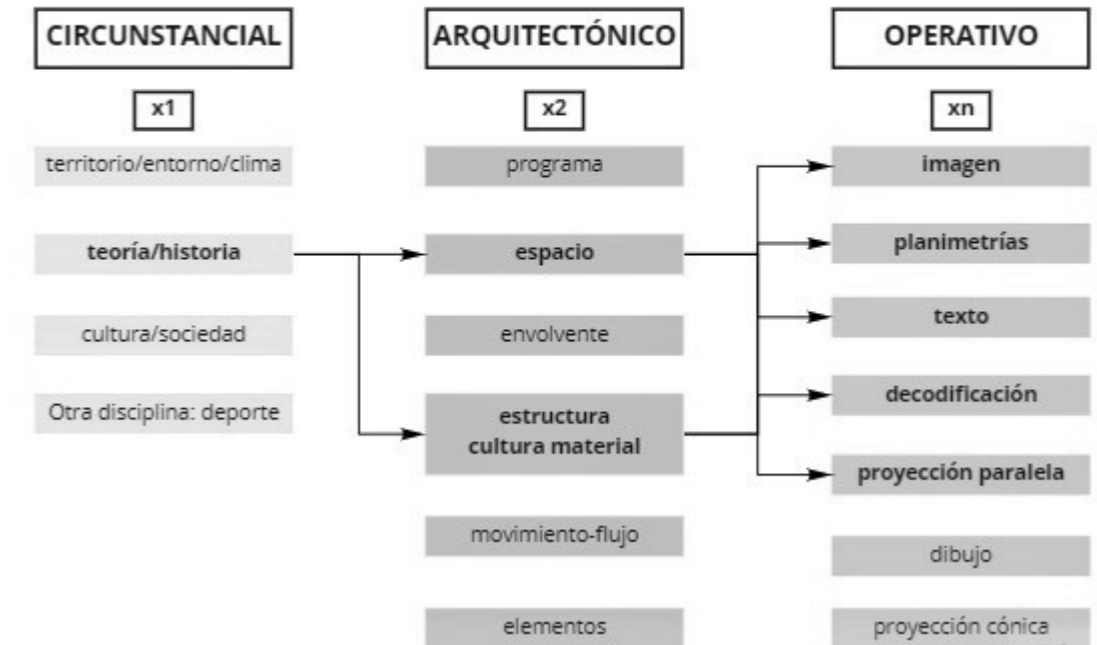 CIRCUNSTANCIAL
x1
territorio/entorno/clima
teoría/historia
cultura/sociedad
Otra disciplina: deporte
ARQUITECTÓNICO
x2
programa
espacio
envolvente
estructura
cultura material
movimiento-flujo
elementos
OPERATIVO
xn
imagen
planimetrías
texto
decodificación
proyección paralela
dibujo
proyección cónica